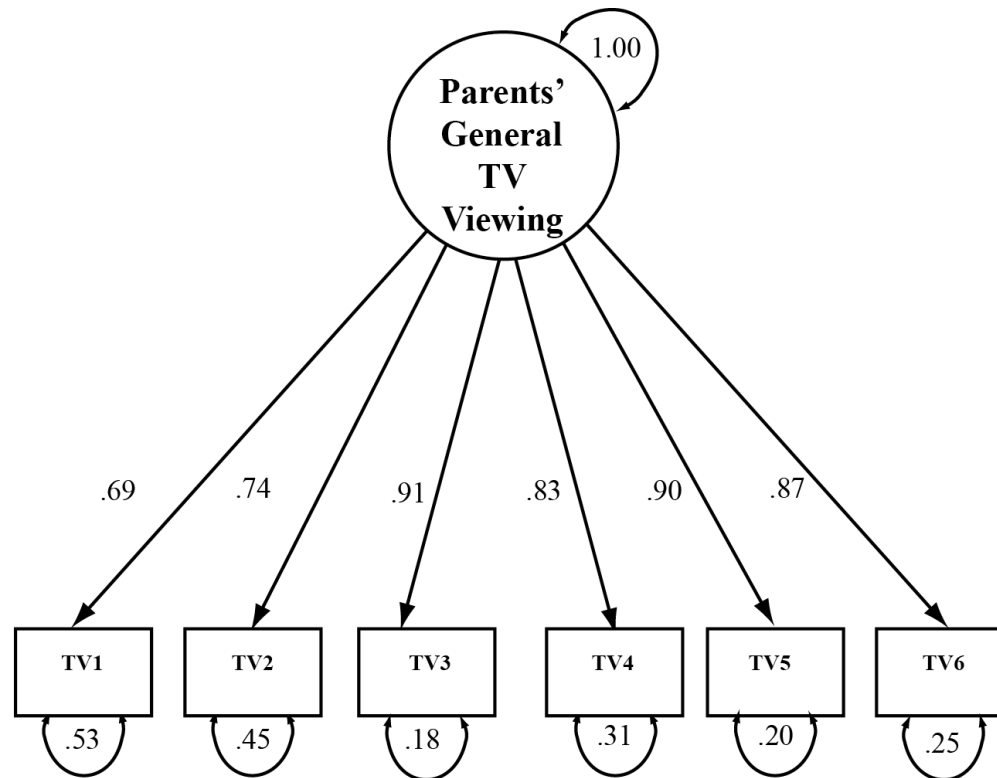 1.00
Parents’
General
TV
Viewing
.69 .74 .91 .83 .90 .87
TV1 TV2 TV3 TV4 TV5 TV6
.53 .45 .18 .31 .20 .25